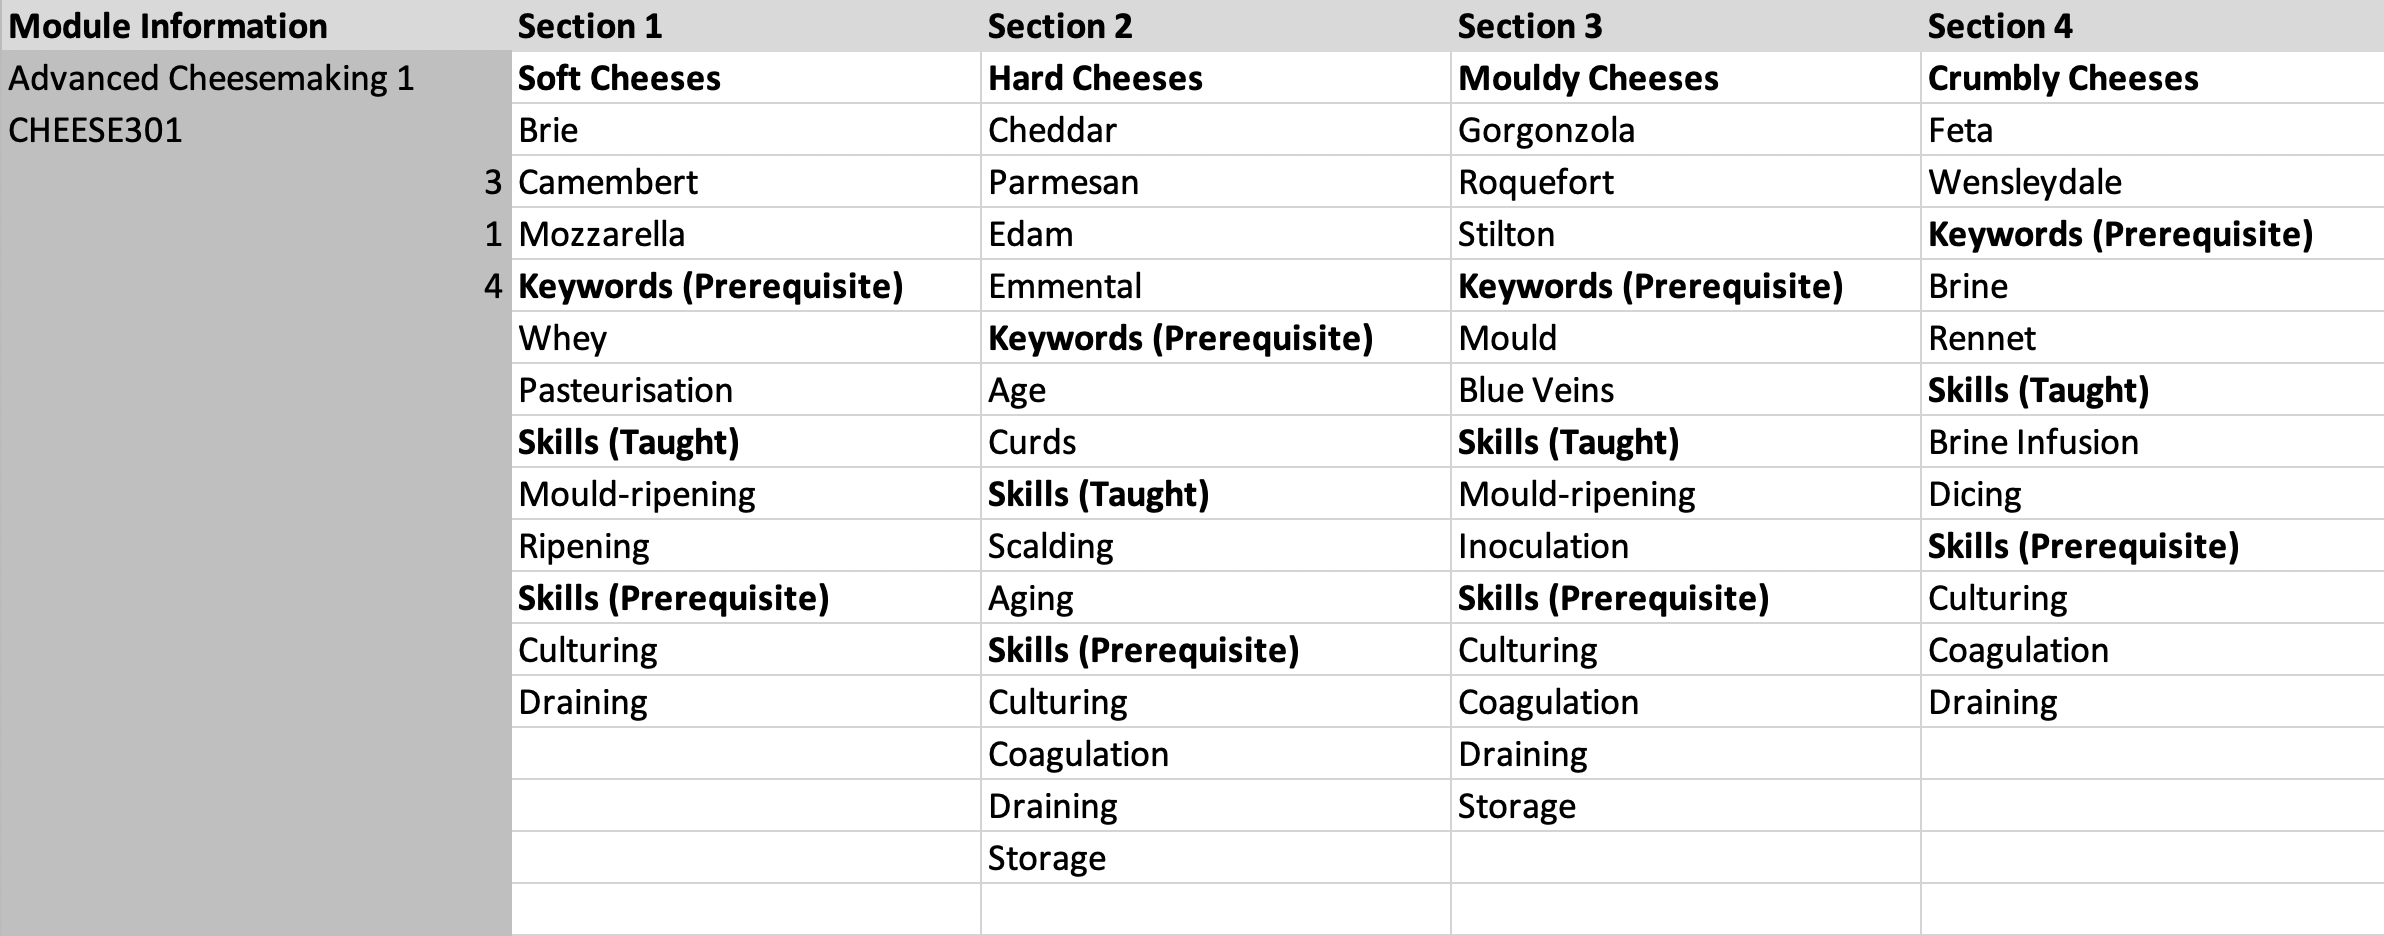 Module Information Section 1 Section 2 Section 3 Section 4
Advanced Cheesemaking 1 Soft Cheeses Hard Cheeses Mouldy Cheeses Crumbly Cheeses
CHEESE301 Brie Cheddar Gorgonzola Feta
3 Camembert Parmesan Roquefort Wensleydale
1 Mozzarella Edam Stilton Keywords (Prerequisite)
4 Keywords (Prerequisite) Emmental Keywords (Prerequisite) Brine
Whey Keywords (Prerequisite) Mould Rennet
Pasteurisation Age Blue Veins Skills (Taught)
Skills (Taught) Curds Skills (Taught) Brine Infusion
Mould-ripening Skills (Taught) Mould-ripening Dicing
Ripening Scalding Inoculation Skills (Prerequisite)
Skills (Prerequisite) Aging Skills (Prerequisite) Culturing
Culturing Skills (Prerequisite) Culturing Coagulation
Draining Culturing Coagulation Draining
Coagulation Draining
Draining Storage
Storage